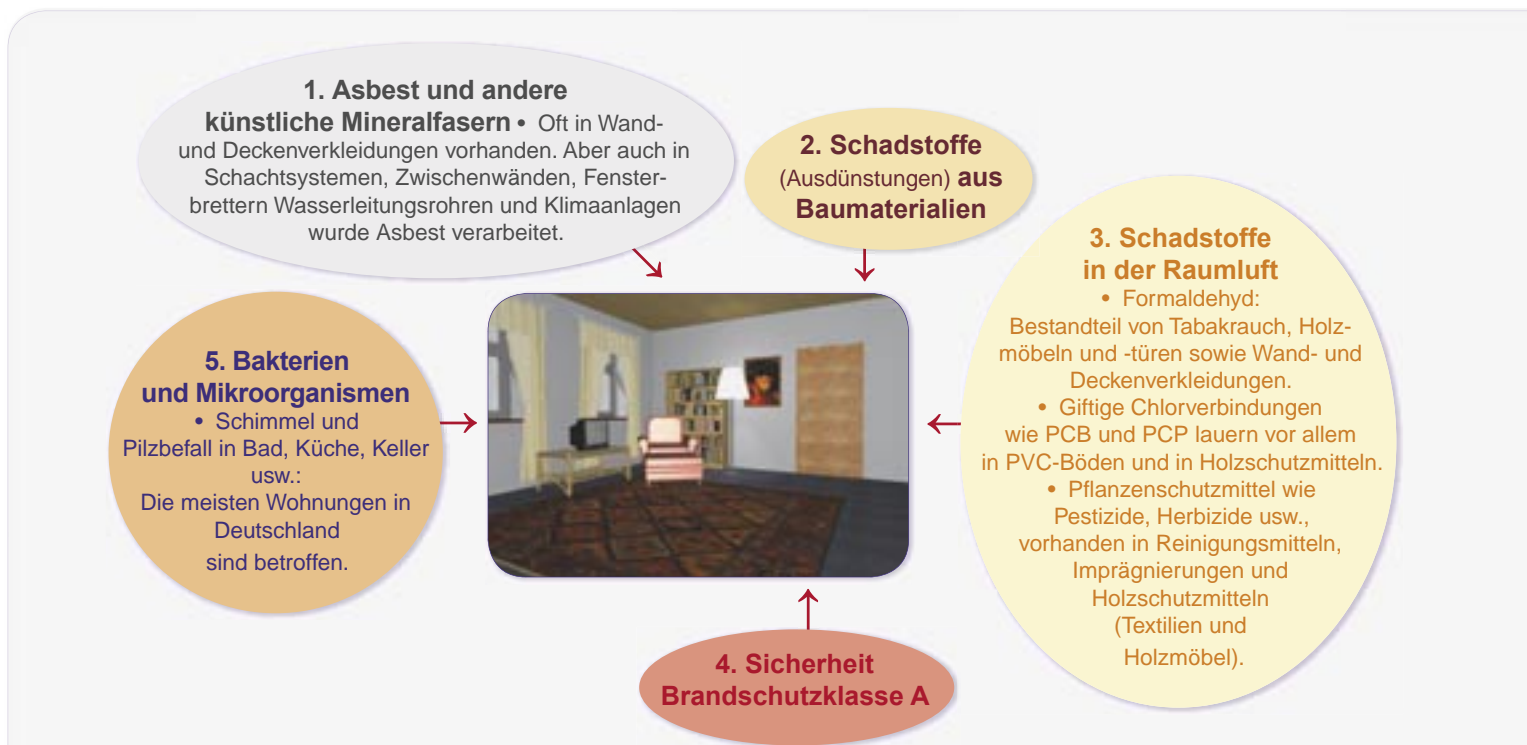 1. Asbest und andere
künstliche Mineralfasern • Oft in Wand-
und Deckenverkleidungen vorhanden. Aber auch in
Schachtsystemen, Zwischenwänden, Fenster-
brettern Wasserleitungsrohren und Klimaanlagen
wurde Asbest verarbeitet.
2. Schadstoffe
(Ausdünstungen) aus
Baumaterialien
3. Schadstoffe
in der Raumluft
• Formaldehyd:
Bestandteil von Tabakrauch, Holz-
möbeln und -türen sowie Wand- und
Deckenverkleidungen.
• Giftige Chlorverbindungen
wie PCB und PCP lauern vor allem
in PVC-Böden und in Holzschutzmitteln.
• Pflanzenschutzmittel wie
Pestizide, Herbizide usw.,
vorhanden in Reinigungsmitteln,
Imprägnierungen und
Holzschutzmitteln
(Textilien und
Holzmöbel).
4. Sicherheit
Brandschutzklasse A
5. Bakterien
und Mikroorganismen
• Schimmel und
Pilzbefall in Bad, Küche, Keller
usw.:
Die meisten Wohnungen in
Deutschland
sind betroffen.